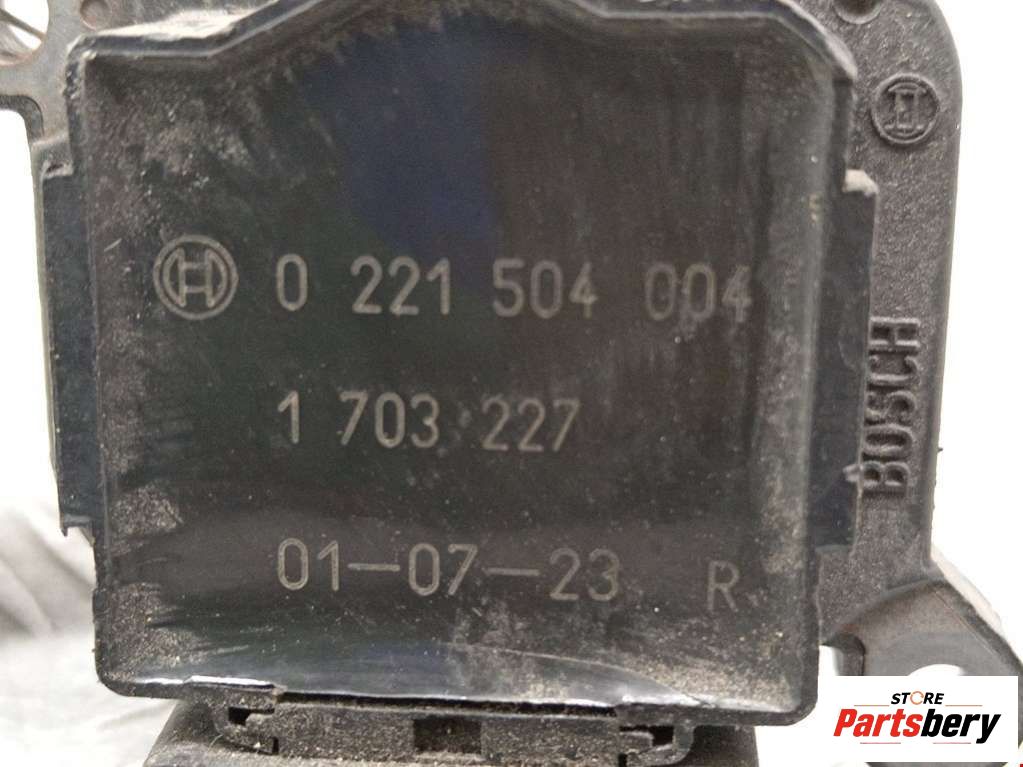 0 221 504 004
1 703 227
01-07-23 R
BOSCH
STORE
Partsbery